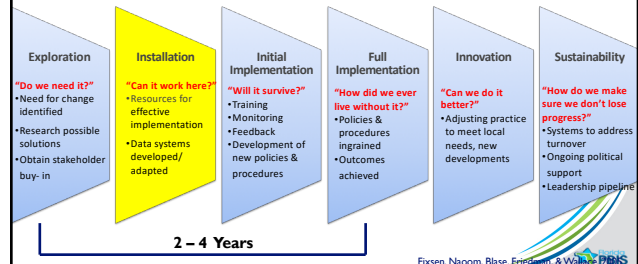 Exploration
"Do we need it?"
•Need for change
identified
•Research possible
solutions
•Obtain stakeholder
buy- in
Installation
"Can it work here?"
•Resources for
effective
implementation
•Data systems
developed/
adapted
Initial
Implementation
"Will it survive?"
•Training
•Monitoring
•Feedback
•Development of
new policies &
procedures
Full
Implementation
"How did we ever
live without it?"
•Policies &
procedures
ingrained
•Outcomes
achieved
Innovation
"Can we do it
better?"
•Adjusting practice
to meet local
needs, new
developments
Sustainability
"How do we make
sure we don't lose
progress?"
•Systems to address
turnover
•Ongoing political
support
•Leadership pipeline
2 – 4 Years
Fixsen, Naoom, Blase, Friedman, & Wallace
Florida
PBIS